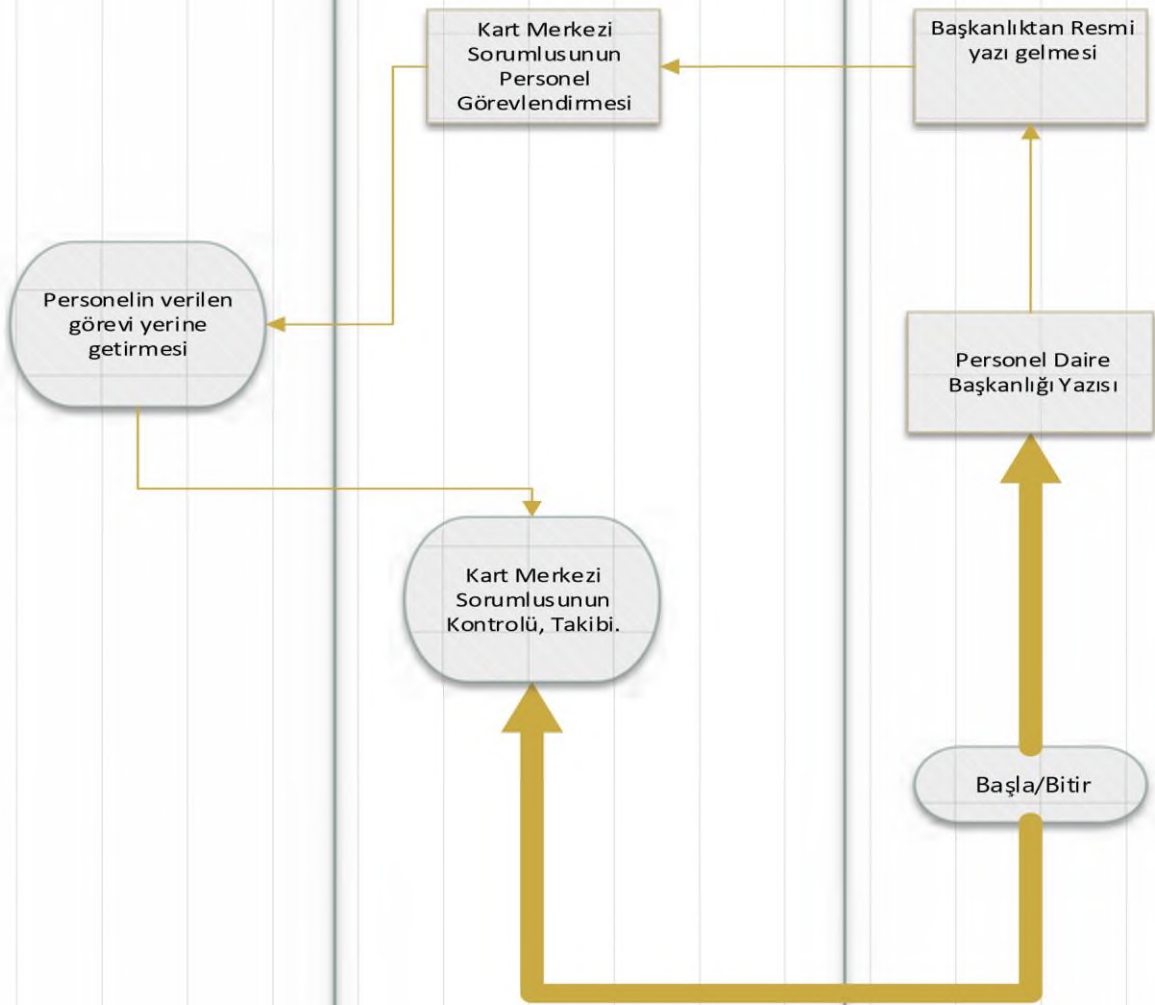 Kart Merkezi
Sorumlusunun
Personel
Görevlendirmesi
Başkanlıktan Resmi
yazı gelmesi
Personelin verilen
görevi yerine
getirmesi
Personel Daire
Başkanlığı Yazısı
Kart Merkezi
Sorumlusunun
Kontrolü, Takibi.
Başla/Bitir